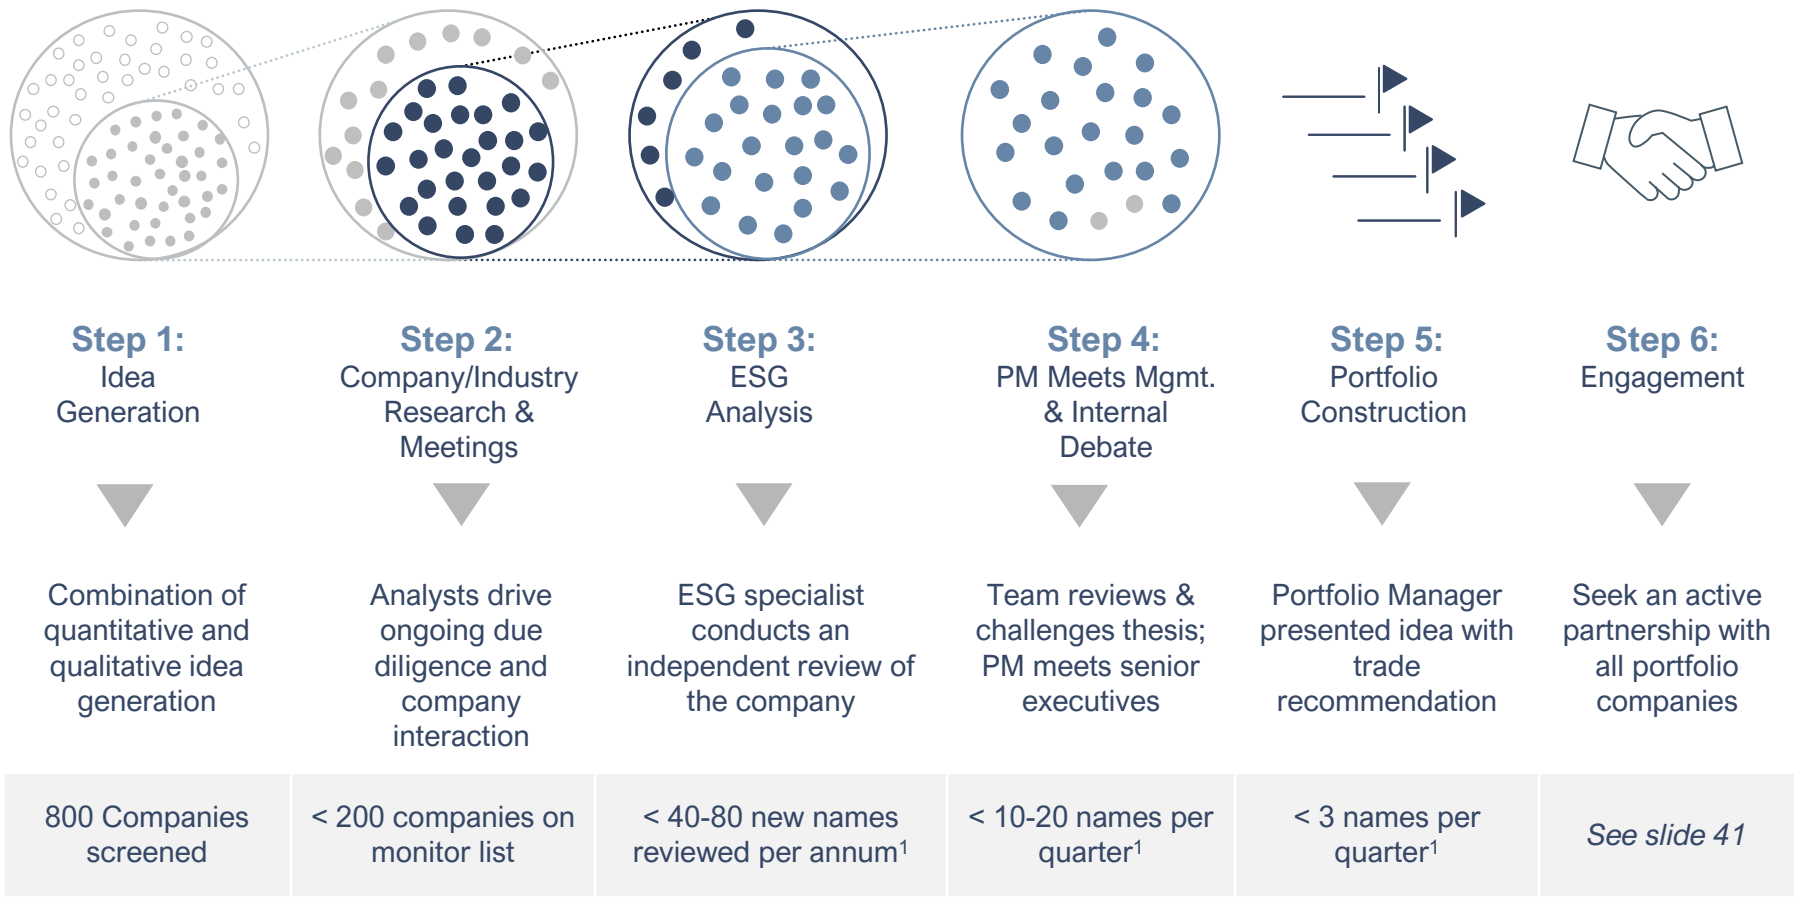 Step 1:
Idea
Generation
Step 2:
Company/Industry
Research &
Meetings
Step 3:
ESG
Analysis
Step 4:
PM Meets Mgmt.
& Internal
Debate
Step 5:
Portfolio
Construction
Step 6:
Engagement
Combination of
quantitative and
qualitative idea
generation
Analysts drive
ongoing due
diligence and
company
interaction
ESG specialist
conducts an
independent review of
the company
Team reviews &
challenges thesis;
PM meets senior
executives
Portfolio Manager
presented idea with
trade
recommendation
Seek an active
partnership with
all portfolio
companies
800 Companies
screened
< 200 companies on
monitor list
< 40-80 new names
reviewed per annum¹
< 10-20 names per
quarter¹
< 3 names per
quarter¹
See slide 41